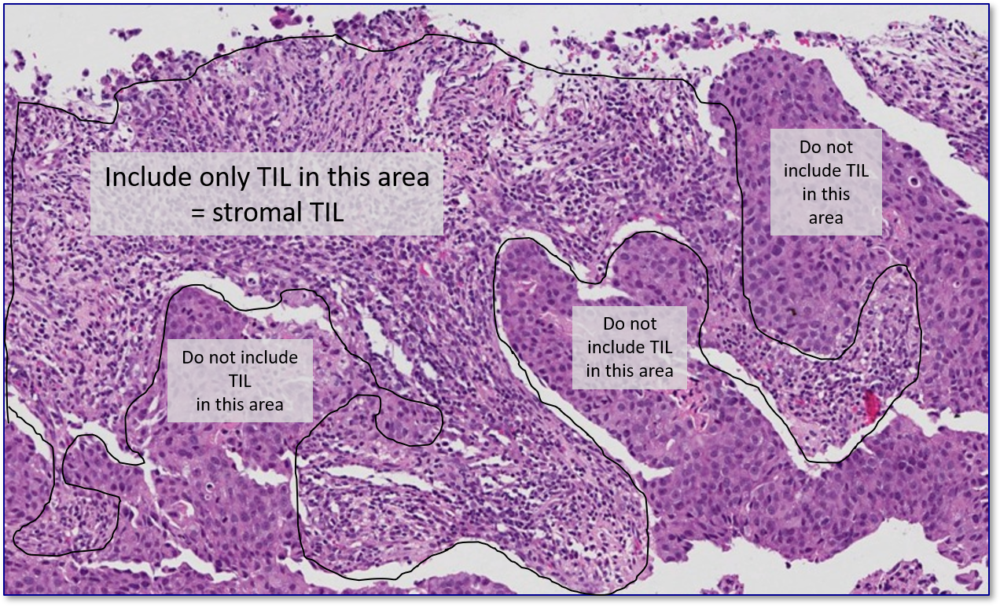 Include only TIL in this area
= stromal TIL
Do not
include TIL
in this
area
Do not
include TIL
in this area
Do not include
TIL
in this area